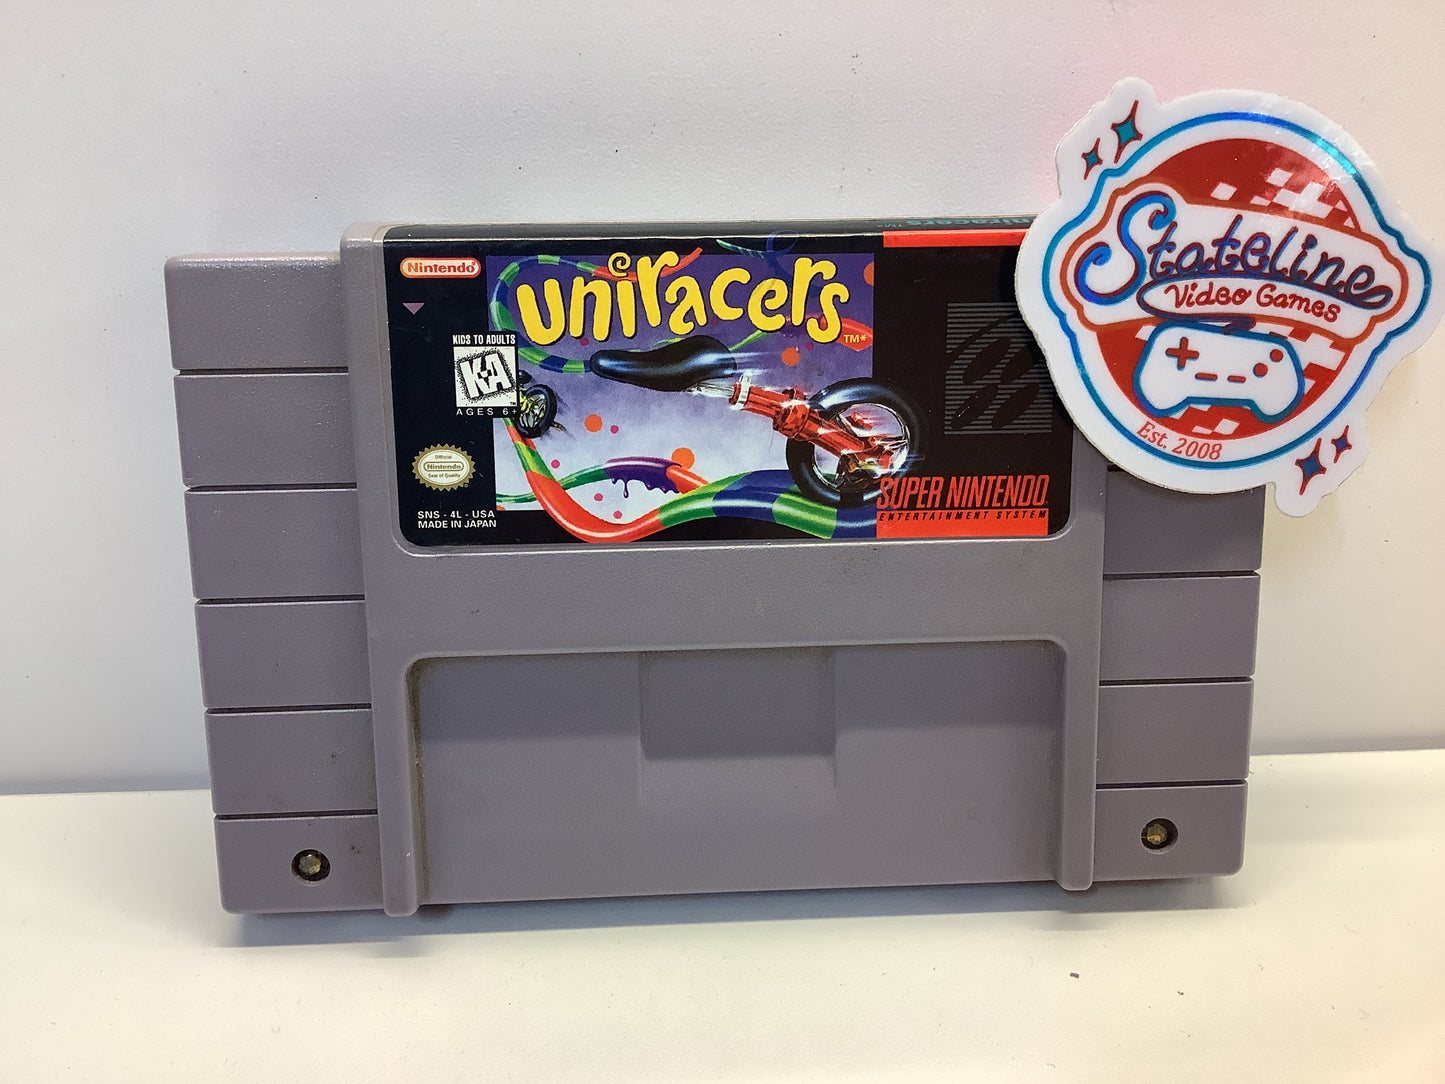 uniracers™
Nintendo
uniracers
TM*
KIDS TO ADULTS
K-A
AGES 6+
Official
Nintendo
Seal of Quality
SNS - 4L - USA
MADE IN JAPAN
SUPER NINTENDO
ENTERTAINMENT SYSTEM
Stateline
Video Games
Est. 2008